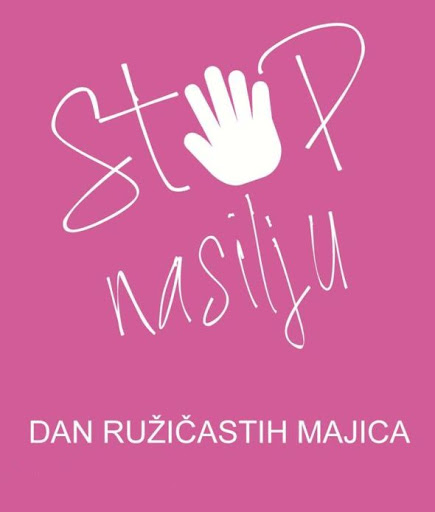 StOP
nasilju
DAN RUŽIČASTIH MAJICA